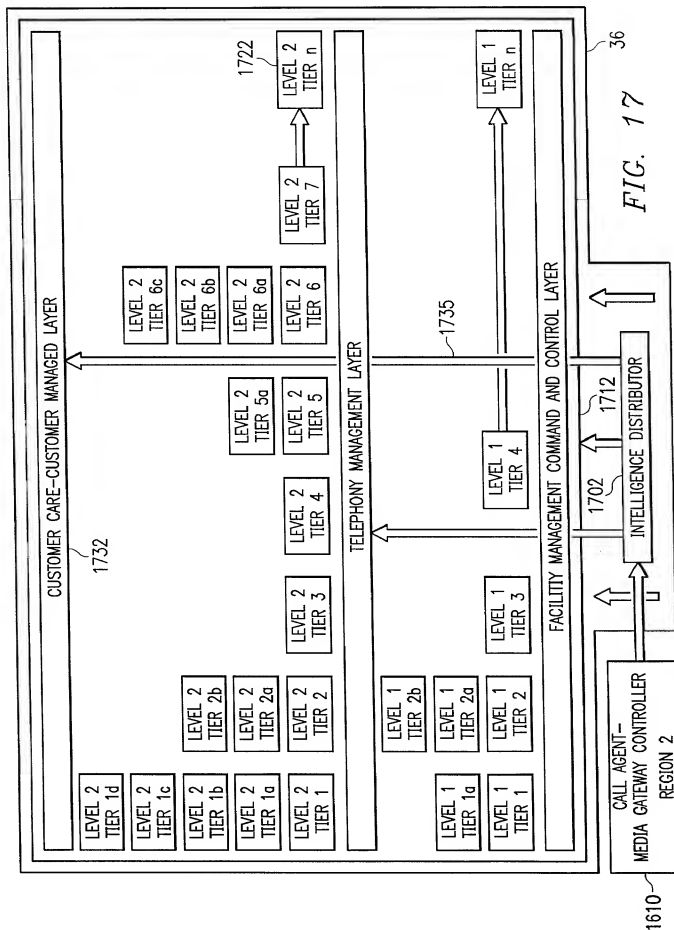 CUSTOMER CARE-CUSTOMER MANAGED LAYER
1732
LEVEL 2
TIER 1d
LEVEL 2
TIER 1c
LEVEL 2
TIER 1b
LEVEL 2
TIER 1a
LEVEL 2
TIER 1
LEVEL 2
TIER 2b
LEVEL 2
TIER 2a
LEVEL 2
TIER 2
LEVEL 2
TIER 3
LEVEL 2
TIER 4
LEVEL 2
TIER 5a
LEVEL 2
TIER 5
LEVEL 2
TIER 6c
LEVEL 2
TIER 6b
LEVEL 2
TIER 6a
LEVEL 2
TIER 6
LEVEL 2
TIER 7
1722
LEVEL 2
TIER n
TELEPHONY MANAGEMENT LAYER
LEVEL 1
TIER 1a
LEVEL 1
TIER 1
LEVEL 1
TIER 2b
LEVEL 1
TIER 2a
LEVEL 1
TIER 2
LEVEL 1
TIER 3
LEVEL 1
TIER 4
1735
LEVEL 1
TIER n
FACILITIY MANAGEMENT COMMAND AND CONTROL LAYER
36
1702
1712
INTELLIGENCE DISTRIBUTOR
CALL AGENT-
MEDIA GATEWAY CONTROLLER
REGION 2
1610
FIG. 17